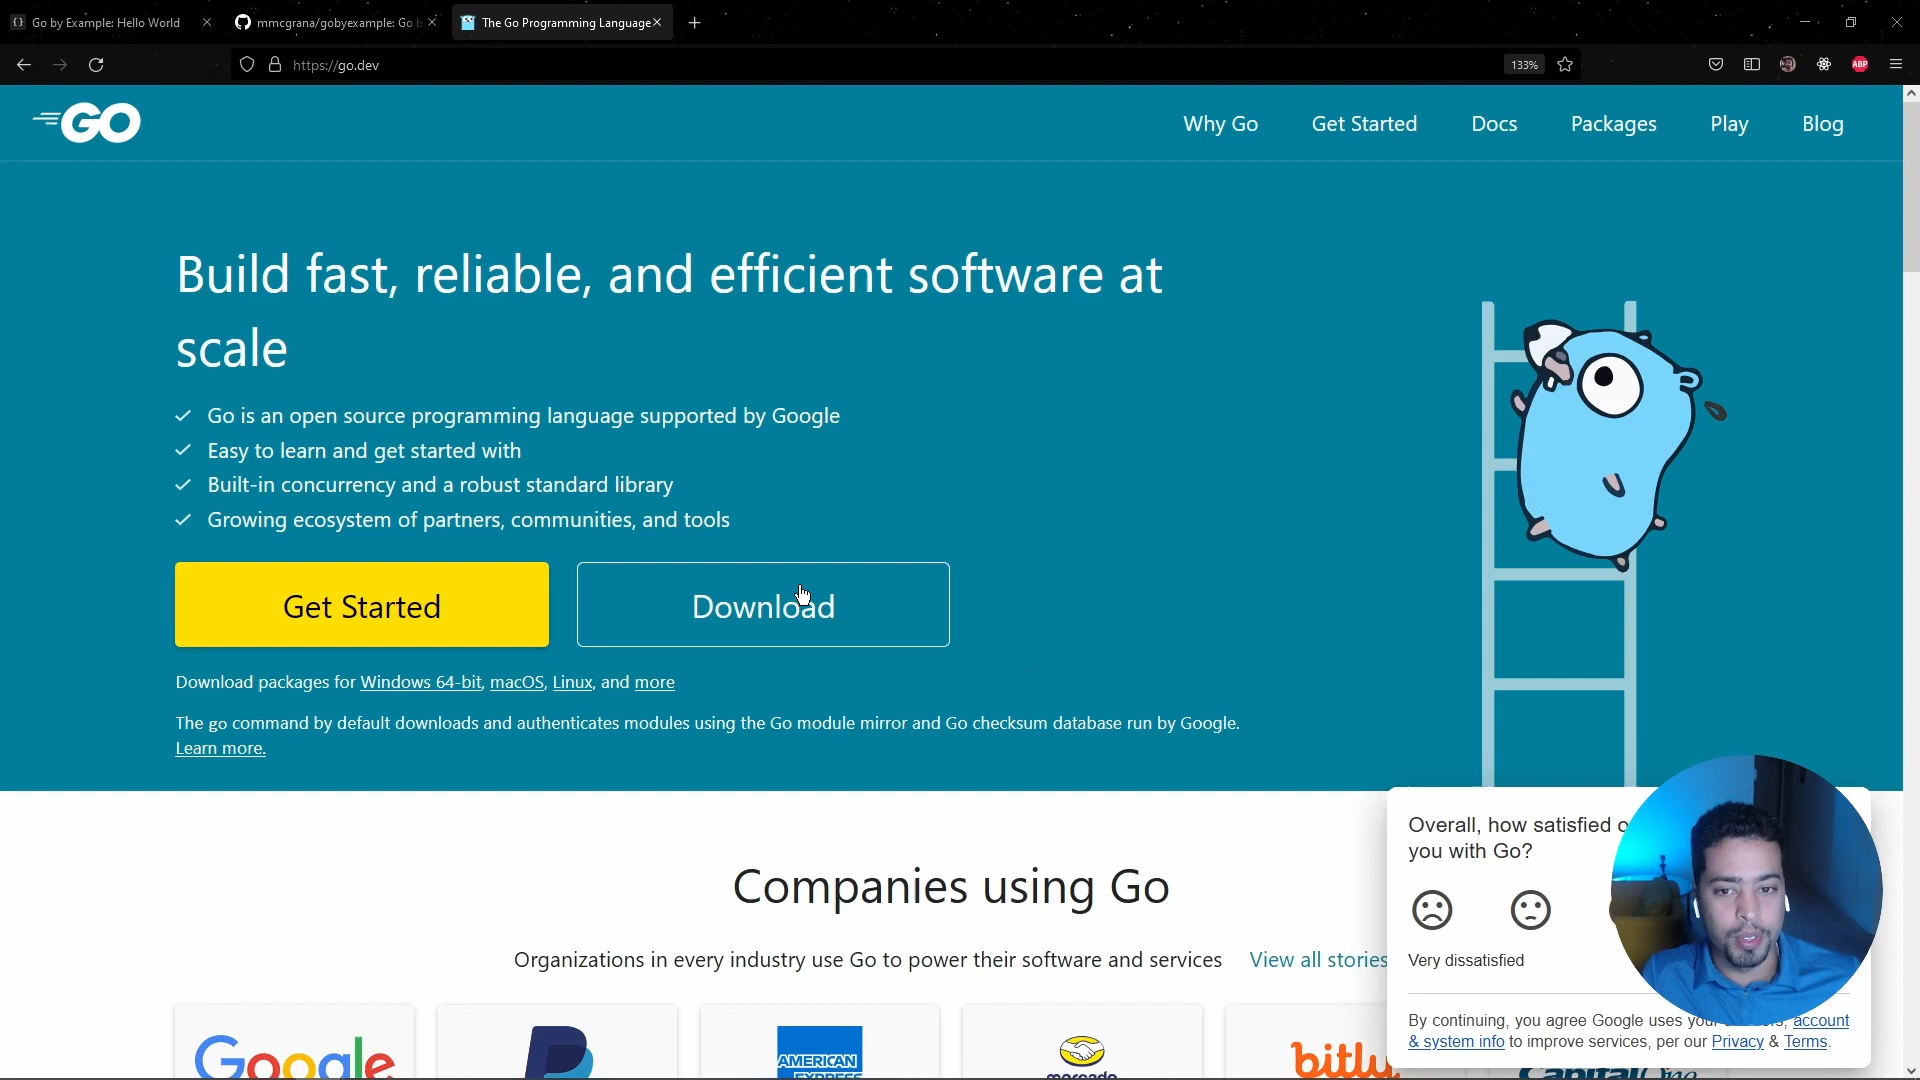 Go by Example: Hello World
mmcgrana/gobyexample: Go b
The Go Programming Language
https://go.dev
133%
ABP
GO
Why Go
Get Started
Docs
Packages
Play
Blog
Build fast, reliable, and efficient software at
scale
Go is an open source programming language supported by Google
Easy to learn and get started with
Built-in concurrency and a robust standard library
Growing ecosystem of partners, communities, and tools
Get Started
Download
Download packages for Windows 64-bit, macOS, Linux, and more
The go command by default downloads and authenticates modules using the Go module mirror and Go checksum database run by Google.
Learn more.
Companies using Go
Organizations in every industry use Go to power their software and services
View all stories
Google
AMERICAN
EXPRESS
mercado
bitly
Capital One
Overall, how satisfied
you with Go?
Very dissatisfied
By continuing, you agree Google uses your account
& system info to improve services, per our Privacy & Terms.